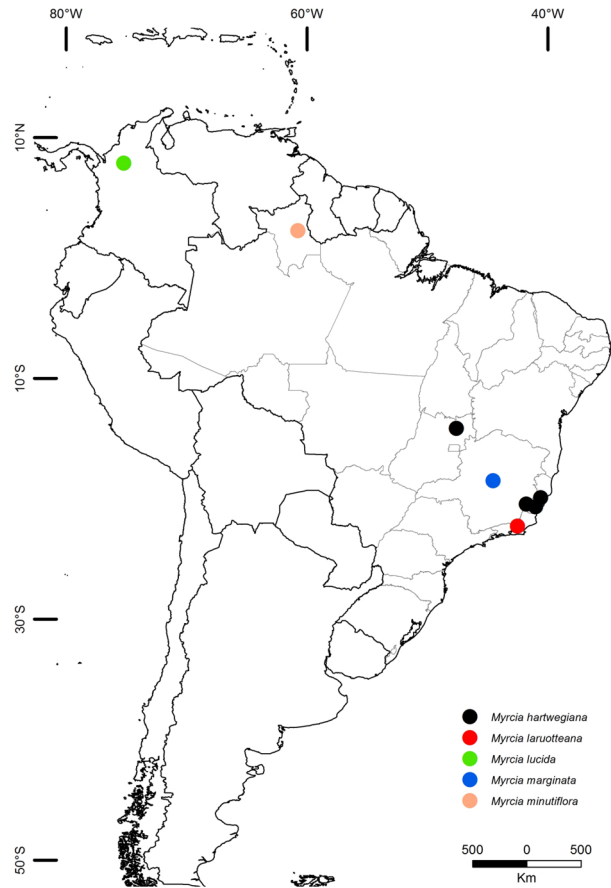 80°W 60°W 40°W
10°N
10°S
30°S
50°S
Myrcia hartwegiana
Myrcia laruotteana
Myrcia lucida
Myrcia marginata
Myrcia minutiflora
500 0 500
Km